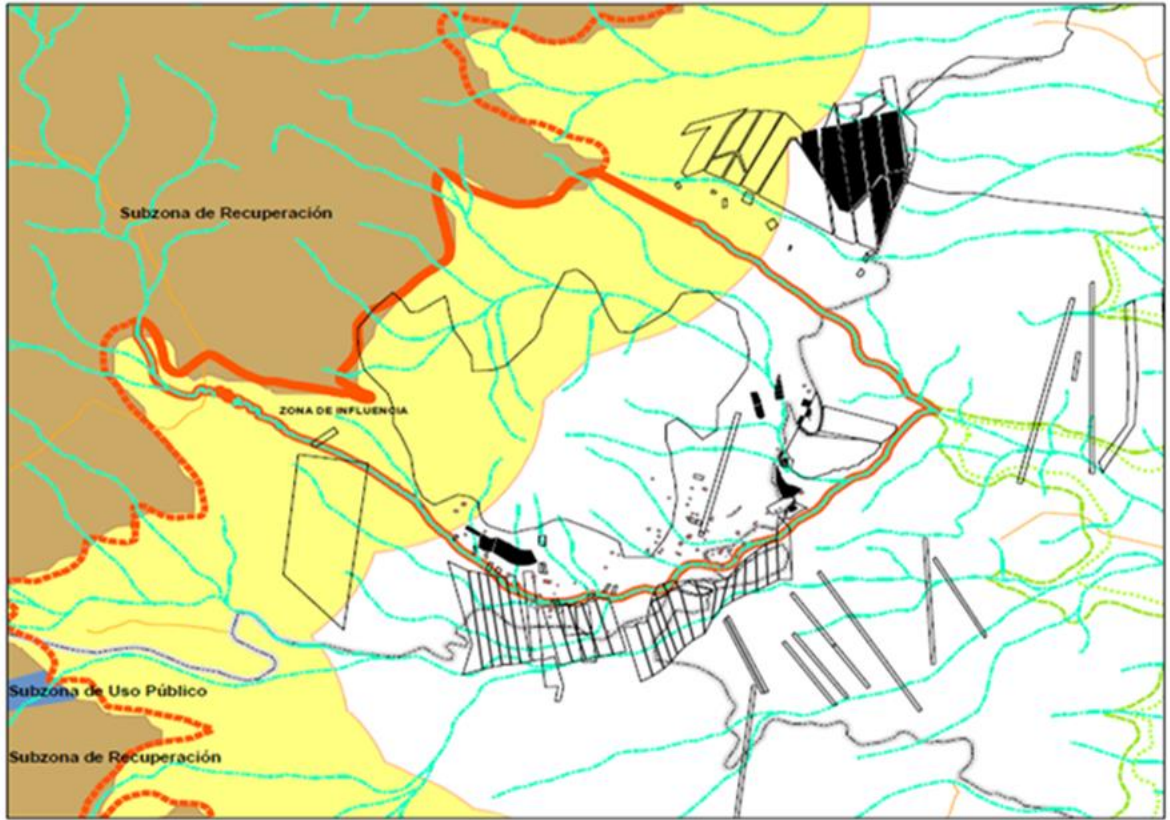 Subzona de Recuperación
ZONA DE INFLUENCIA
Subzona de Uso Público
Subzona de Recuperación